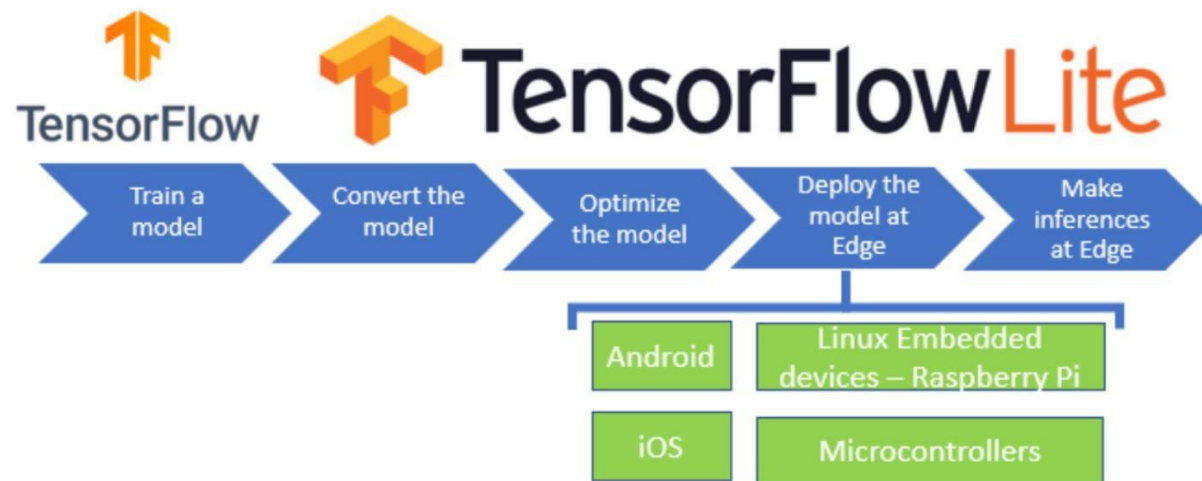 TensorFlow
TensorFlow Lite
Train a
model
Convert the
model
Optimize
the model
Deploy the
model at
Edge
Make
inferences
at Edge
Android
Linux Embedded
devices – Raspberry Pi
iOS
Microcontrollers